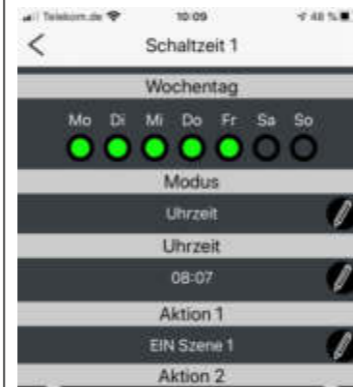 Telekom.de 10:09 48 %
Schaltzeit 1
Wochentag
Mo Di Mi Do Fr Sa So
Modus
Uhrzeit
Uhrzeit
08:07
Aktion 1
EIN Szene 1
Aktion 2